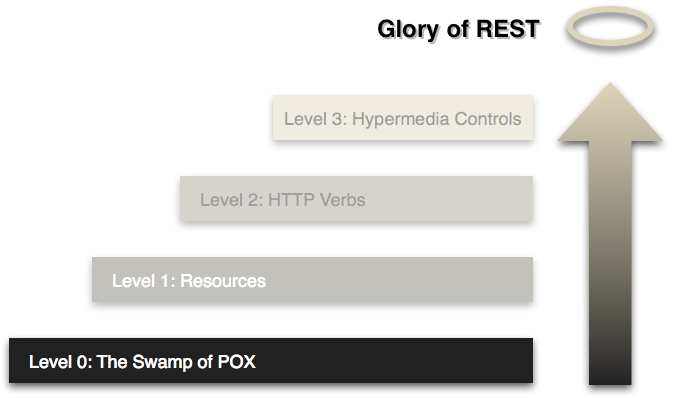 Glory of REST
Level 3: Hypermedia Controls
Level 2: HTTP Verbs
Level 1: Resources
Level 0: The Swamp of POX